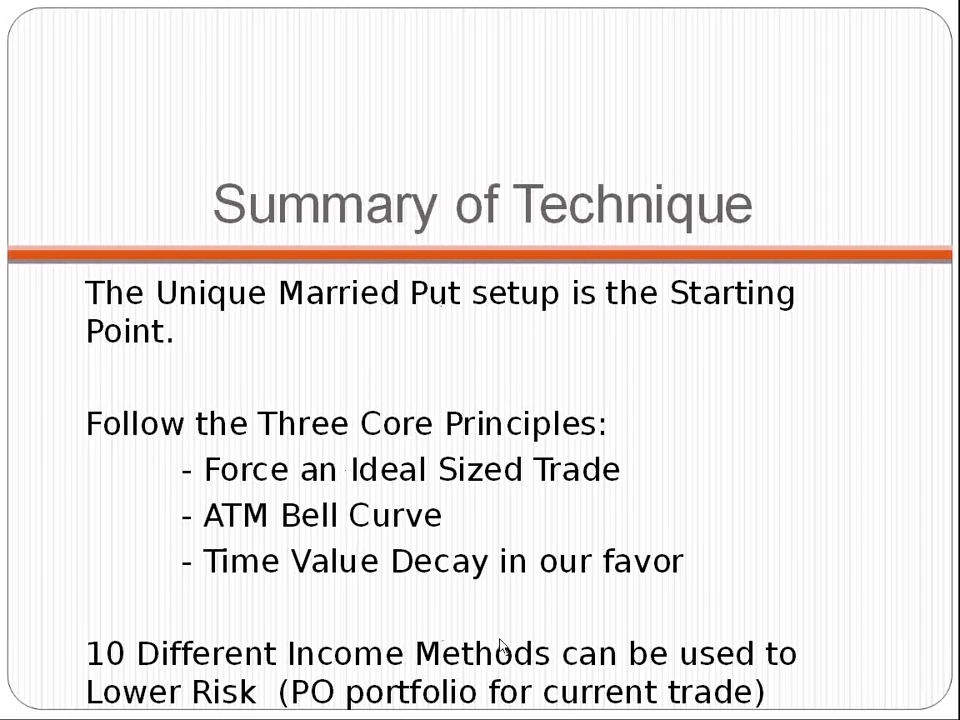 Summary of Technique
The Unique Married Put setup is the Starting
Point.
Follow the Three Core Principles:
- Force an Ideal Sized Trade
- ATM Bell Curve
- Time Value Decay in our favor
10 Different Income Methods can be used to
Lower Risk  (PO portfolio for current trade)